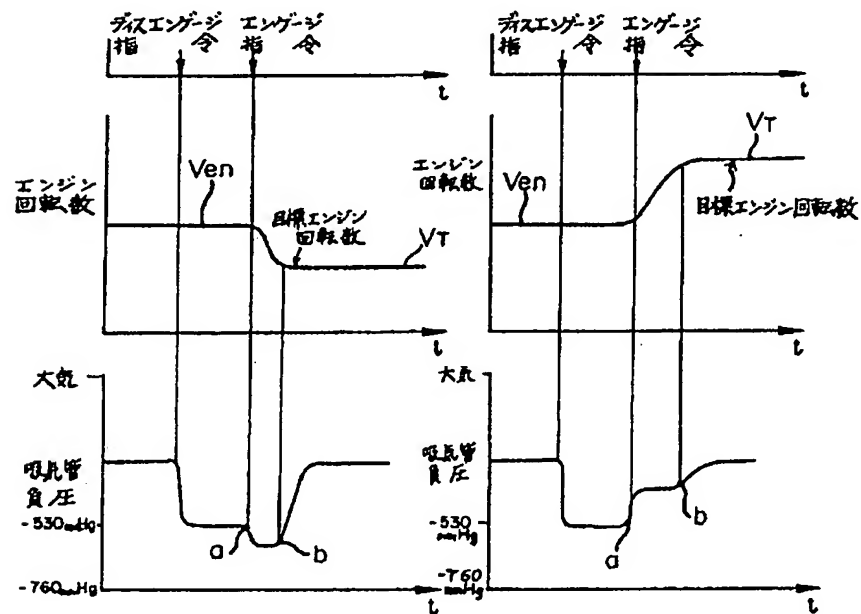 ディスエンゲージ
指 令
エンゲージ
指 令
t
エンジン
回転数
Ven
目標エンジン
回転数
VT
t
大気
吸気管
負圧
-530mmHg
-760mmHg
a
b
t
ディスエンゲージ
指 令
エンゲージ
指 令
t
エンジン
回転数
Ven
VT
目標エンジン回転数
t
大気
吸気管
負圧
-530
mmHg
-760
mmHg
a
b
t